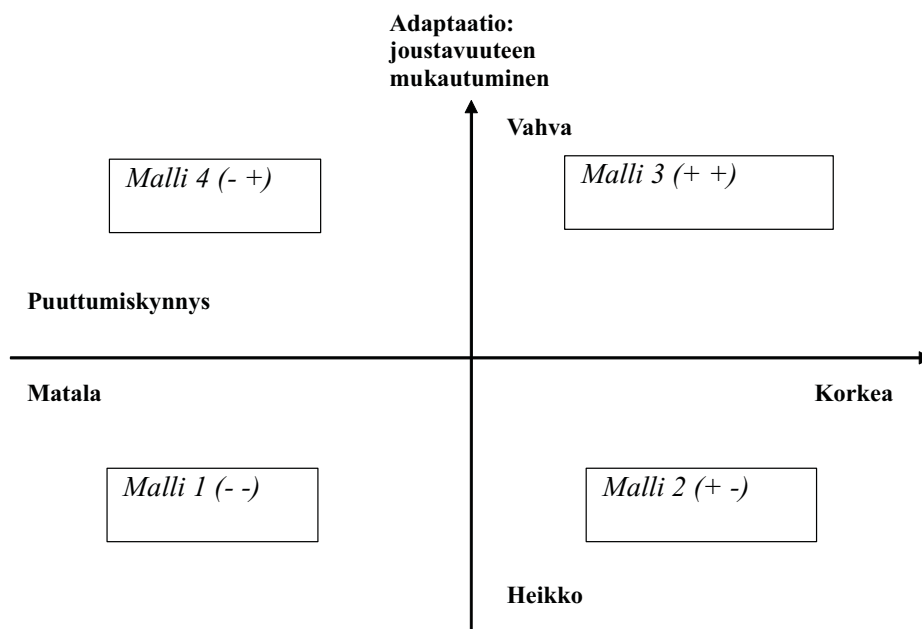 Adaptaatio:
joustavuuteen
mukautuminen
Vahva
Malli 4 (- +)
Malli 3 (+ +)
Puuttumiskynnys
Matala
Korkea
Malli 1 (- -)
Malli 2 (+ -)
Heikko